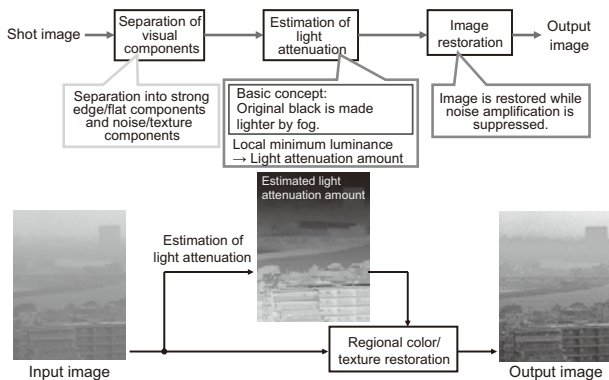 Shot image
Separation of
visual
components
Estimation of
light
attenuation
Image
restoration
Output
image
Separation into strong
edge/flat components
and noise/texture
components
Basic concept:
Original black is made
lighter by fog.
Local minimum luminance
→ Light attenuation amount
Image is restored while
noise amplification is
suppressed.
Estimated light
attenuation amount
Estimation of
light attenuation
Regional color/
texture restoration
Input image
Output image